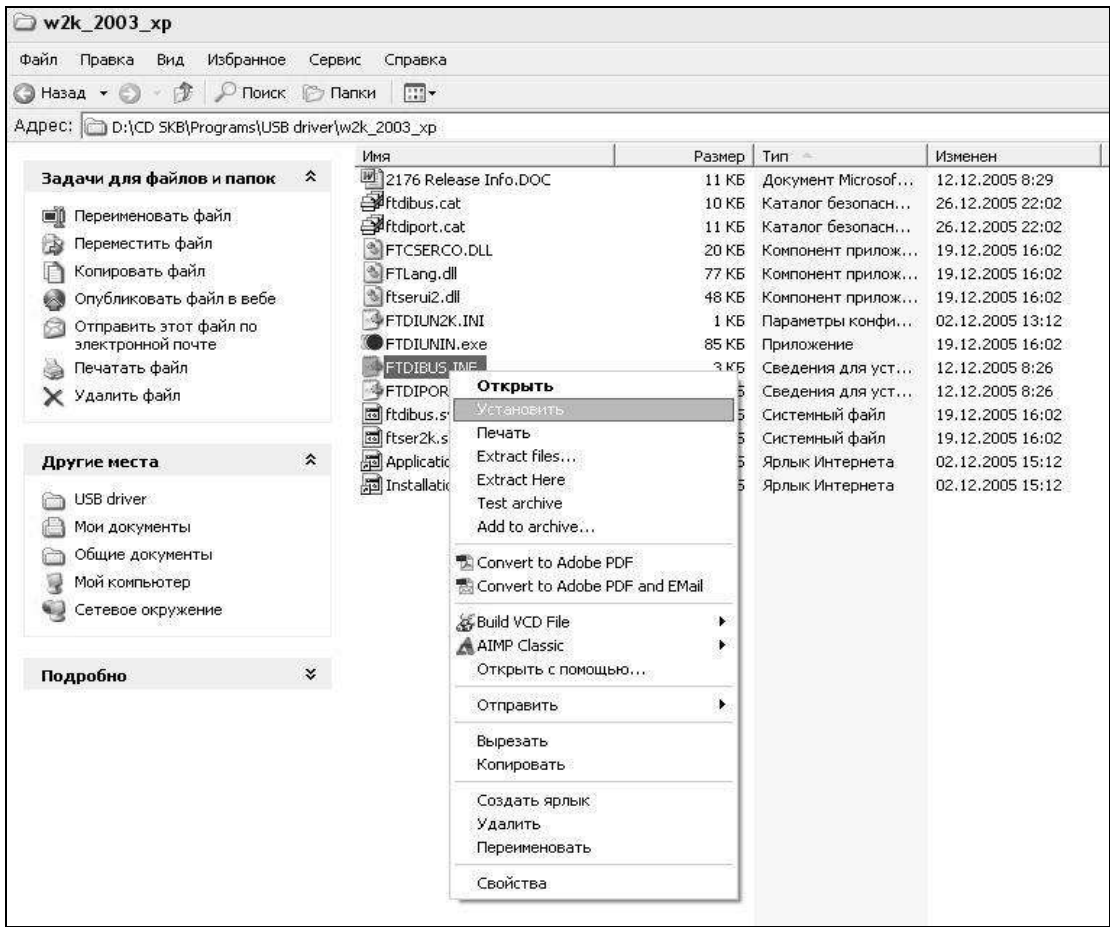 w2k_2003_xp
Файл Правка Вид Избранное Сервис Справка
Назад Поиск Папки
Адрес: D:\CD SKB\Programs\USB driver\w2k_2003_xp
Имя Размер Тип Изменен
Задачи для файлов и папок
Переименовать файл
Переместить файл
Копировать файл
Опубликовать файл в вебе
Отправить этот файл по
электронной почте
Печатать файл
Удалить файл
Другие места
USB driver
Мои документы
Общие документы
Мой компьютер
Сетевое окружение
Подробно
2176 Release Info.DOC 11 КБ Документ Microsof... 12.12.2005 8:29
ftdibus.cat 10 КБ Каталог безопасн... 26.12.2005 22:02
ftdiport.cat 11 КБ Каталог безопасн... 26.12.2005 22:02
FTCSERCO.DLL 20 КБ Компонент прилож... 19.12.2005 16:02
FTLang.dll 77 КБ Компонент прилож... 19.12.2005 16:02
ftserui2.dll 48 КБ Компонент прилож... 19.12.2005 16:02
FTDIUN2K.INI 1 КБ Параметры конфи... 02.12.2005 13:12
FTDIUNIN.exe 85 КБ Приложение 19.12.2005 16:02
FTDIBUS.INF 3 КБ Сведения для уст... 12.12.2005 8:26
FTDIPOR Б Сведения для уст... 12.12.2005 8:26
ftdibus.s Б Системный файл 19.12.2005 16:02
ftser2k.s Б Системный файл 19.12.2005 16:02
Applicatio Б Ярлык Интернета 02.12.2005 15:12
Installatio Б Ярлык Интернета 02.12.2005 15:12
Открыть
Установить
Печать
Extract files...
Extract Here
Test archive
Add to archive...
Convert to Adobe PDF
Convert to Adobe PDF and EMail
Build VCD File
AIMP Classic
Открыть с помощью...
Отправить
Вырезать
Копировать
Создать ярлык
Удалить
Переименовать
Свойства